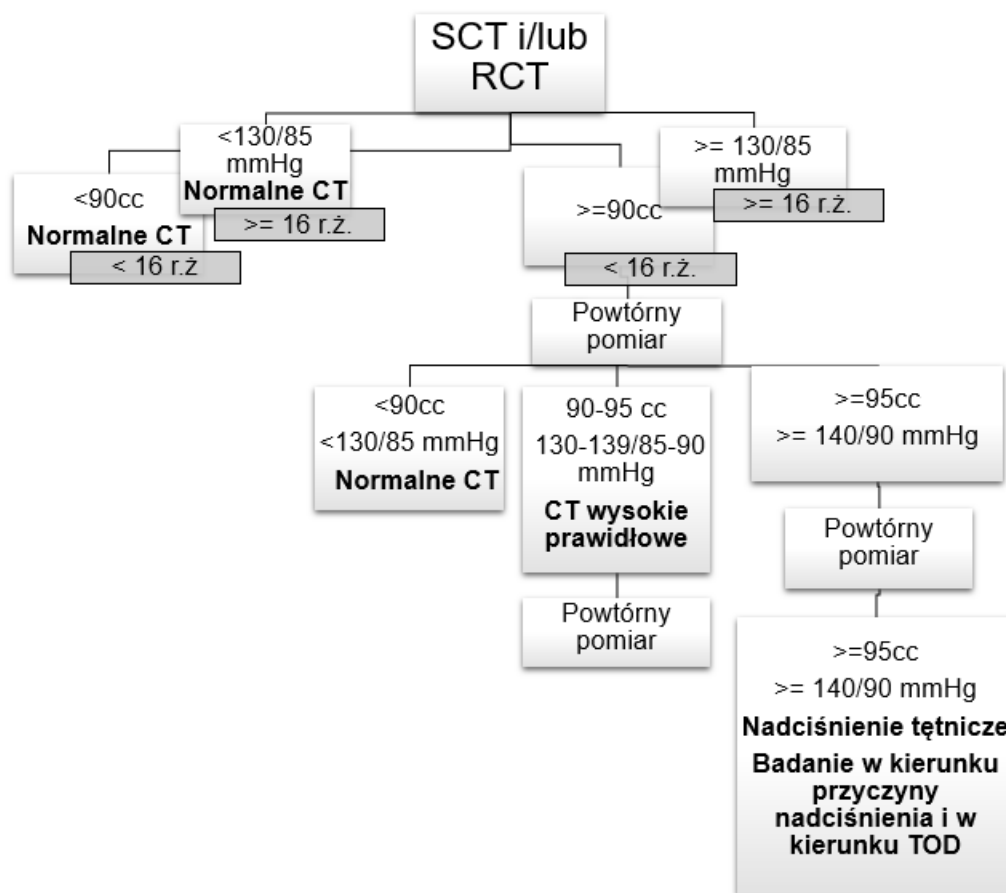 SCT i/lub
RCT
<130/85
mmHg
Normalne CT
>= 16 r.ż.
<90cc
Normalne CT
< 16 r.ż
>=90cc
< 16 r.ż.
>= 130/85
mmHg
>= 16 r.ż.
Powtórny
pomiar
<90cc
<130/85 mmHg
Normalne CT
90-95 cc
130-139/85-90
mmHg
CT wysokie
prawidłowe
Powtórny
pomiar
>=95cc
>= 140/90 mmHg
Powtórny
pomiar
>=95cc
>= 140/90 mmHg
Nadciśnienie tętnicze
Badanie w kierunku
przyczyny
nadciśnienia i w
kierunku TOD